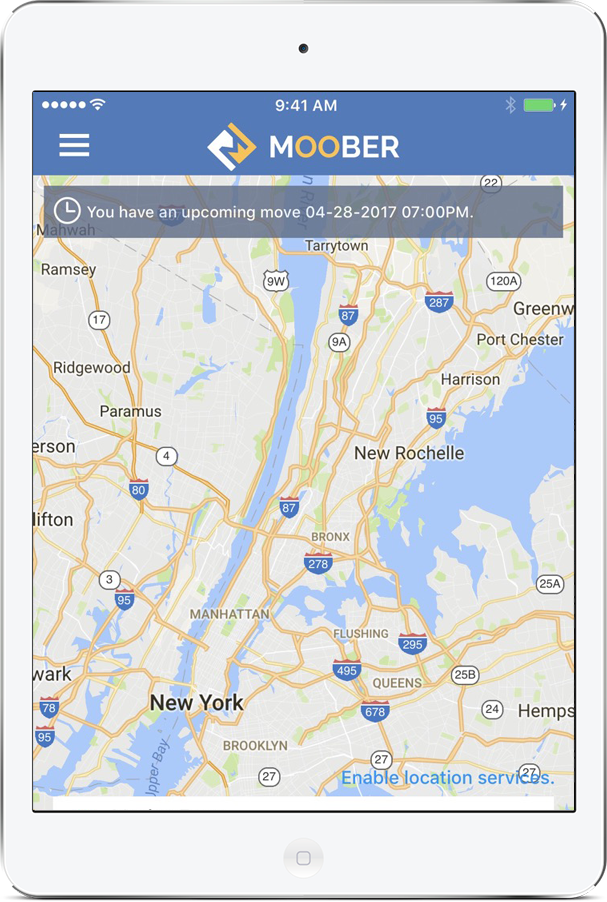 9:41 AM
MOOBER
22
You have an upcoming move 04-28-2017 07:00PM.
Mahwah
Tarrytown
Ramsey
9W
120A
287
87
Greenw
17
9A
Port Chester
Ridgewood
Harrison
Paramus
95
erson
4
New Rochelle
80
87
lifton
BRONX
278
3
25A
95
MANHATTAN
FLUSHING
295
495
wark
25B
QUEENS
New York
78
678
24
Hemps
95
BROOKLYN
Upper Bay
27
27
27
Enable location services.